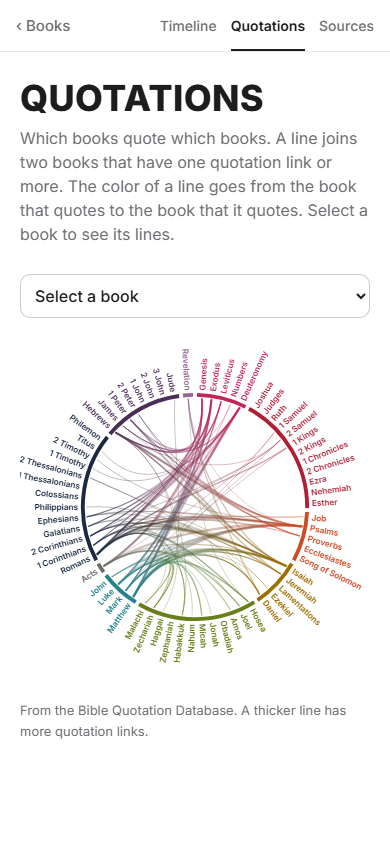 ‹ Books
Timeline
Quotations
Sources
QUOTATIONS
Which books quote which books. A line joins
two books that have one quotation link or
more. The color of a line goes from the book
that quotes to the book that it quotes. Select a
book to see its lines.
Select a book
Genesis
Exodus
Leviticus
Numbers
Deuteronomy
Joshua
Judges
Ruth
1 Samuel
2 Samuel
1 Kings
2 Kings
1 Chronicles
2 Chronicles
Ezra
Nehemiah
Esther
Job
Psalms
Proverbs
Ecclesiastes
Song of Solomon
Isaiah
Jeremiah
Lamentations
Ezekiel
Daniel
Hosea
Joel
Amos
Obadiah
Jonah
Micah
Nahum
Habakkuk
Zephaniah
Haggai
Zechariah
Malachi
Matthew
Mark
Luke
John
Acts
Romans
1 Corinthians
2 Corinthians
Galatians
Ephesians
Philippians
Colossians
1 Thessalonians
2 Thessalonians
1 Timothy
2 Timothy
Titus
Philemon
Hebrews
James
1 Peter
2 Peter
1 John
2 John
3 John
Jude
Revelation
From the Bible Quotation Database. A thicker line has
more quotation links.